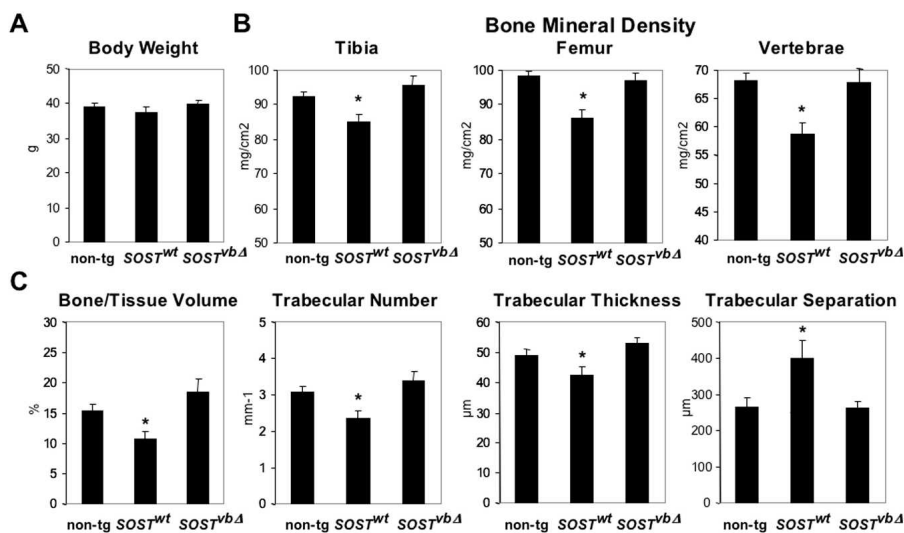 A
B
Bone Mineral Density
Body Weight
Tibia
Femur
Vertebrae
50
40
30
20
10
0
g
non-tg SOSTwt SOSTvbΔ
100
90
80
70
60
50
mg/cm2
non-tg SOSTwt SOSTvbΔ
100
90
80
70
60
50
mg/cm2
non-tg SOSTwt SOSTvbΔ
70
65
60
55
50
45
40
mg/cm2
non-tg SOSTwt SOSTvbΔ
*
*
*
C
Bone/Tissue Volume
Trabecular Number
Trabecular Thickness
Trabecular Separation
30
25
20
15
10
5
0
%
non-tg SOSTwt SOSTvbΔ
5
4
3
2
1
0
mm-1
non-tg SOSTwt SOSTvbΔ
60
50
40
30
20
10
0
µm
non-tg SOSTwt SOSTvbΔ
500
400
300
200
100
0
µm
non-tg SOSTwt SOSTvbΔ
*
*
*
*